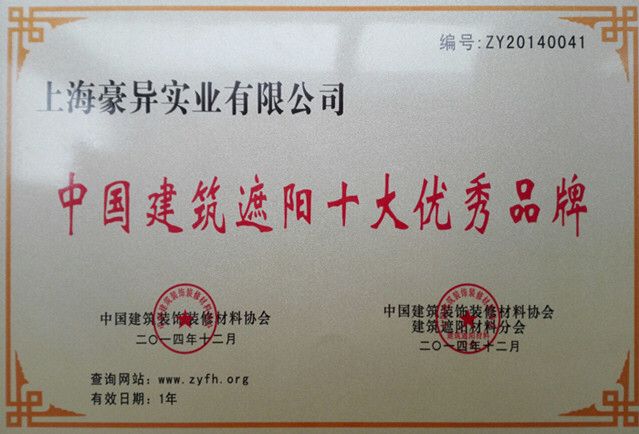 编号:ZY20140041
上海豪异实业有限公司
中国建筑遮阳十大优秀品牌
中国建筑装饰装修材料协会
二〇一四年十二月
中国建筑装饰装修材料协会
建筑遮阳材料分会
二〇一四年十二月
查询网站：www.zyfh.org
有效日期：1年